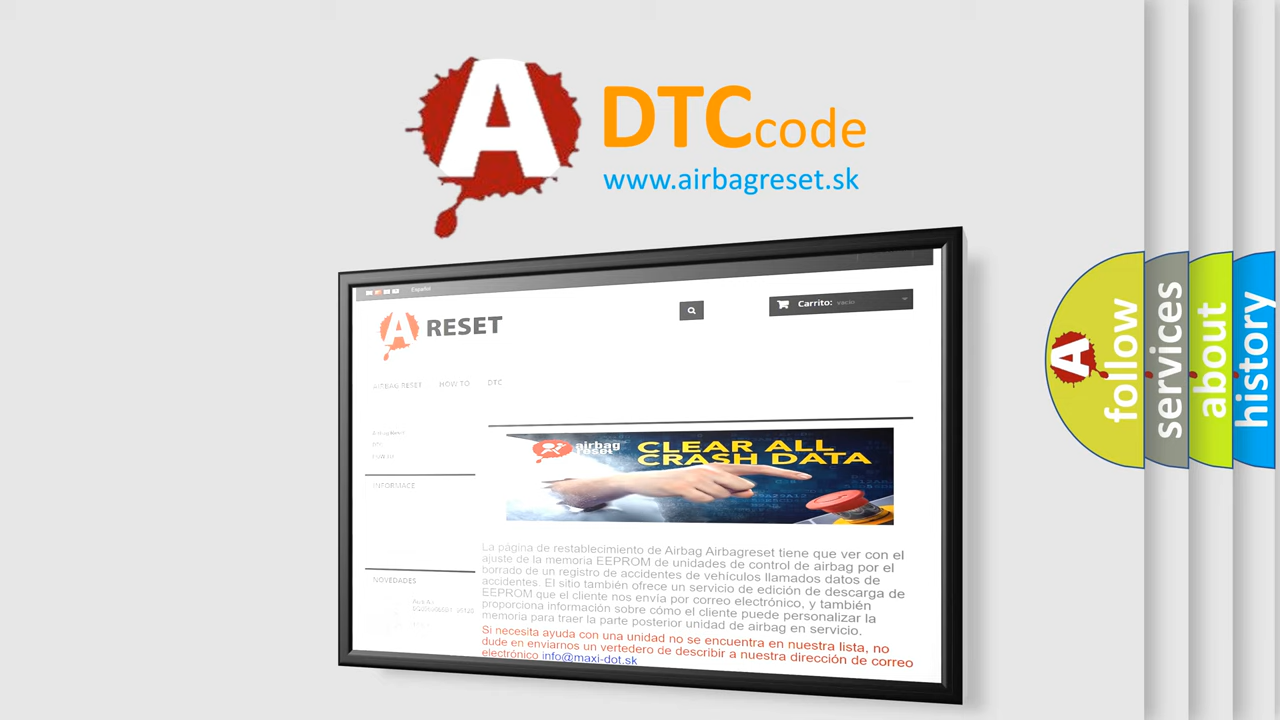 A DTCcode
www.airbagreset.sk
Español
Carrito: vacío
A RESET
AIRBAG RESET HOW TO DTC
INFORMACE
airbag
reset
CLEAR ALL
CRASH DATA
La página de restablecimiento de Airbag Airbagreset tiene que ver con el
ajuste de la memoria EEPROM de unidades de control de airbag por el
borrado de un registro de accidentes de vehículos llamados datos de
accidentes. El sitio también ofrece un servicio de edición de descarga de
EEPROM que el cliente nos envía por correo electrónico, y también
proporciona información sobre cómo el cliente puede personalizar la
memoria para traer la parte posterior unidad de airbag en servicio.
Si necesita ayuda con una unidad no se encuentra en nuestra lista, no
dude en enviarnos un vertedero de describir a nuestra dirección de correo
electrónico info@maxi-dot.sk
NOVEDADES
A follow
services
about
history